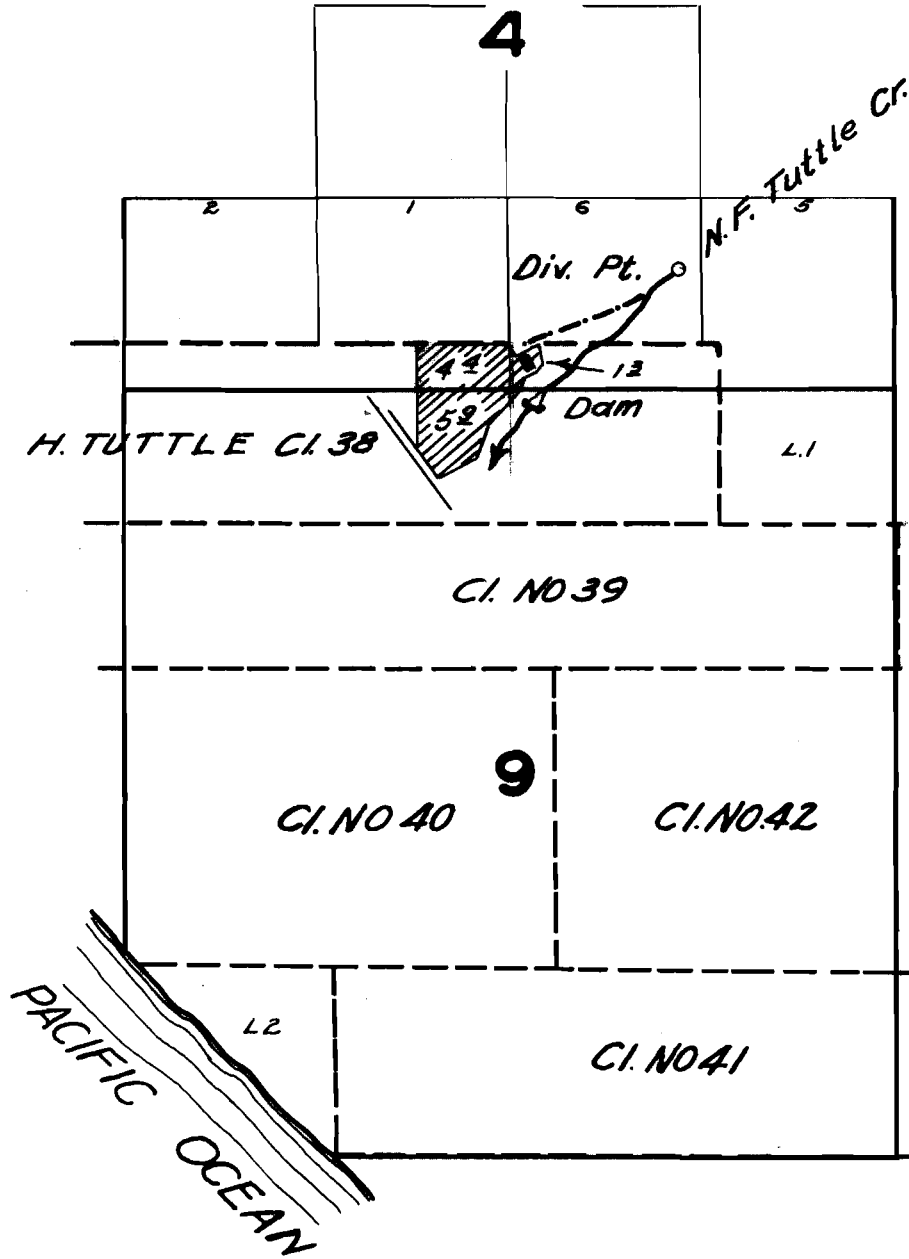 4
N.F. Tuttle Cr.
2 1 6 5
Div. Pt.
4 4
13
5 2
Dam
H. TUTTLE Cl. 38
L.1
Cl. NO 39
9
Cl. NO 40
Cl. NO. 42
L2
Cl. NO 41
PACIFIC OCEAN